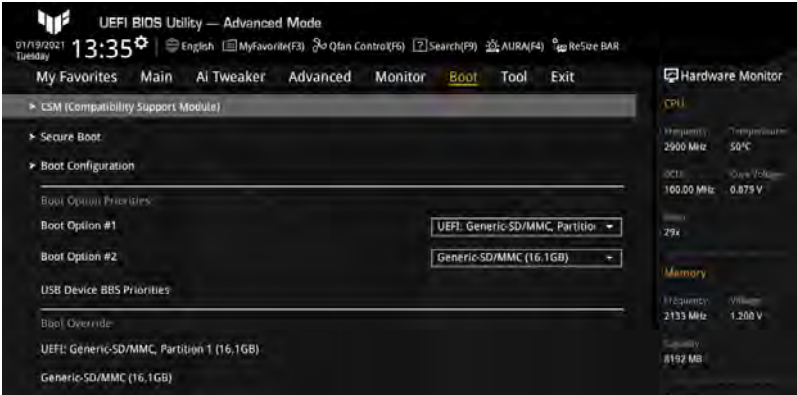 UEFI BIOS Utility — Advanced Mode
01/19/2021 Tuesday 13:35 English MyFavorite(F3) Qfan Control(F6) ? Search(F9) AURA(F4) ReSize BAR
My Favorites Main Ai Tweaker Advanced Monitor Boot Tool Exit
CSM (Compatibility Support Module)
Secure Boot
Boot Configuration
Boot Option Priorities
Boot Option #1 UEFI: Generic-SD/MMC, Partitio
Boot Option #2 Generic-SD/MMC (16.1GB)
USB Device BBS Priorities
Boot Override
UEFI: Generic-SD/MMC, Partition 1 (16.1GB)
Generic-SD/MMC (16.1GB)
Hardware Monitor
CPU
Frequency Temperature
2900 MHz 50°C
BCLK Core Voltage
100.00 MHz 0.879 V
Ratio
29x
Memory
Frequency Voltage
2133 MHz 1.200 V
Capacity
8192 MB